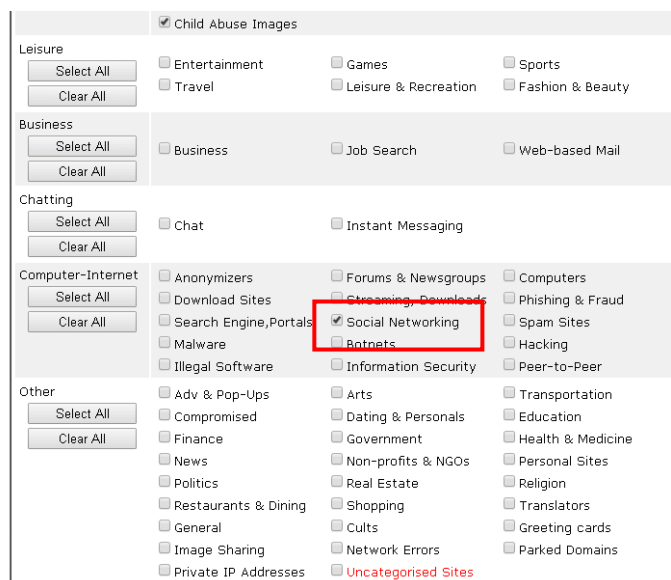 Child Abuse Images
Leisure
Select All
Clear All
Entertainment Games Sports
Travel Leisure & Recreation Fashion & Beauty
Business
Select All
Clear All
Business Job Search Web-based Mail
Chatting
Select All
Clear All
Chat Instant Messaging
Computer-Internet
Select All
Clear All
Anonymizers Forums & Newsgroups Computers
Download Sites Streaming, Downloads Phishing & Fraud
Search Engine,Portals Social Networking Spam Sites
Malware Botnets Hacking
Illegal Software Information Security Peer-to-Peer
Other
Select All
Clear All
Adv & Pop-Ups Arts Transportation
Compromised Dating & Personals Education
Finance Government Health & Medicine
News Non-profits & NGOs Personal Sites
Politics Real Estate Religion
Restaurants & Dining Shopping Translators
General Cults Greeting cards
Image Sharing Network Errors Parked Domains
Private IP Addresses Uncategorised Sites